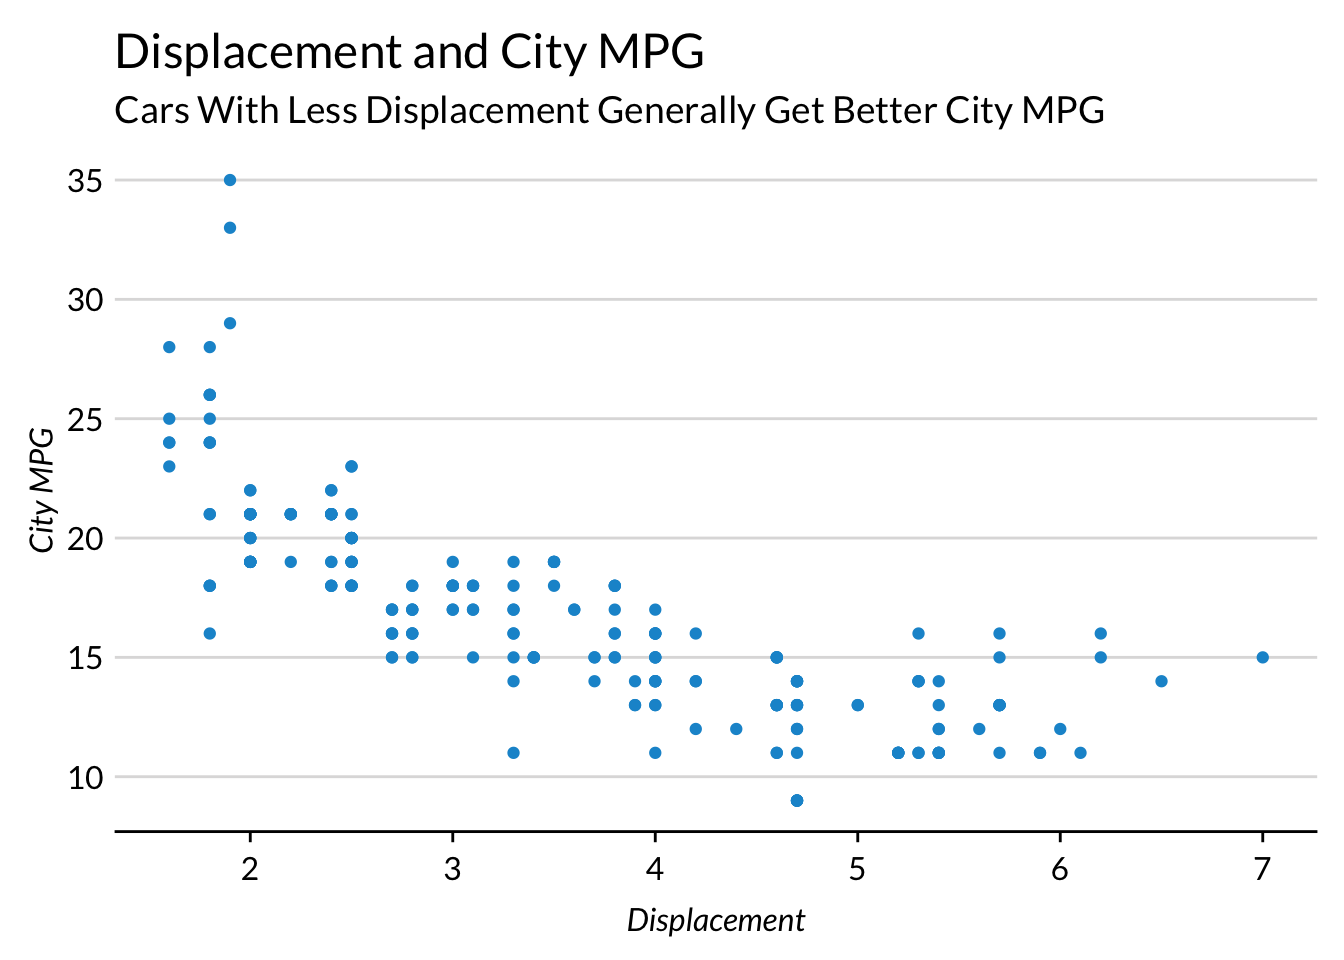 Displacement and City MPG
Cars With Less Displacement Generally Get Better City MPG
35
30
25
20
15
10
City MPG
2 3 4 5 6 7
Displacement